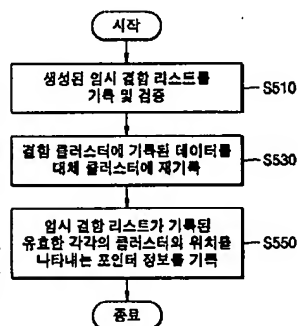 시작
생성된 임시 결함 리스트를
기록 및 검증
S510
결함 클러스터에 기록된 데이터를
대체 클러스터에 재기록
S530
임시 결함 리스트가 기록된
유효한 각각의 클러스터와 위치를
나타내는 포인터 정보를 기록
S550
종료